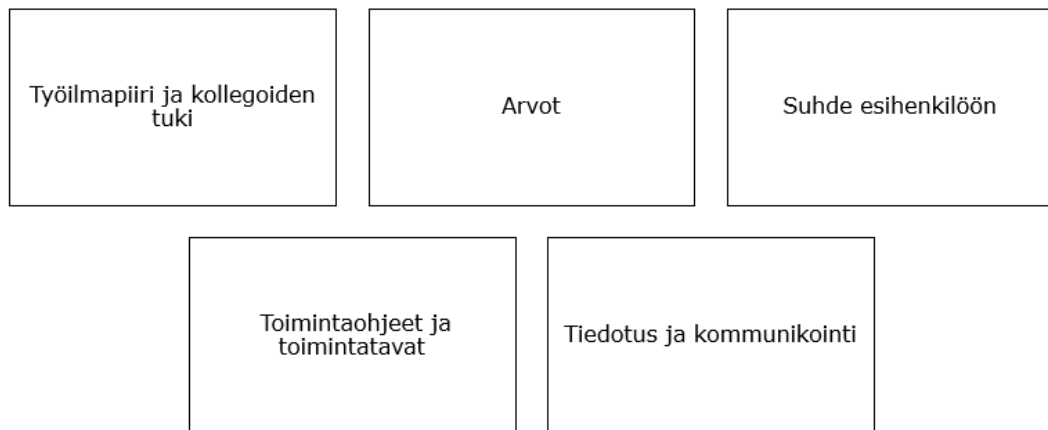 Työilmapiiri ja kollegoiden
tuki
Arvot
Suhde esihenkilöön
Toimintaohjeet ja
toimintatavat
Tiedotus ja kommunikointi